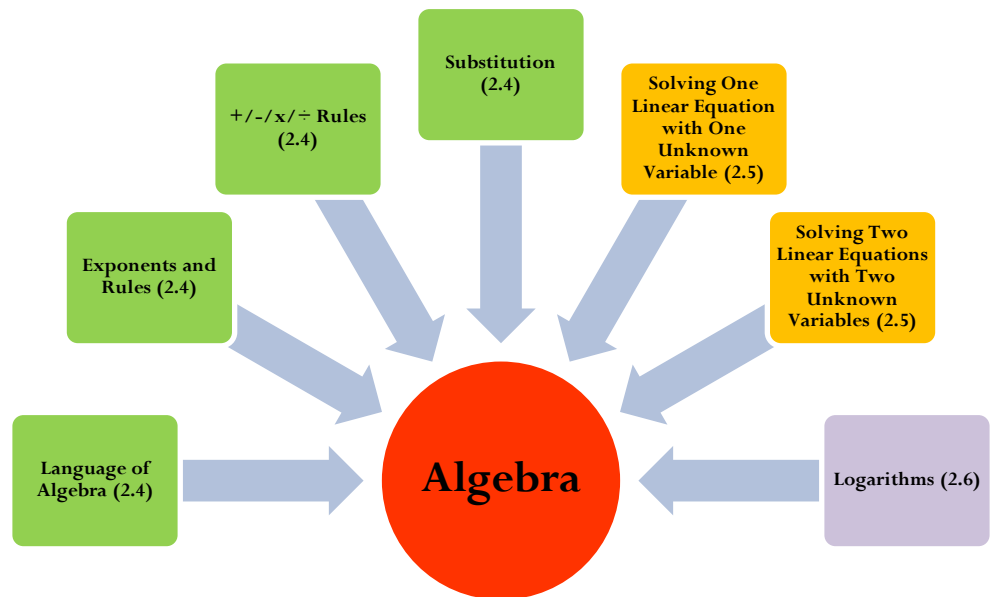 Language of
Algebra (2.4)
Exponents and
Rules (2.4)
+/-/x/÷ Rules
(2.4)
Substitution
(2.4)
Solving One
Linear Equation
with One
Unknown
Variable (2.5)
Solving Two
Linear Equations
with Two
Unknown
Variables (2.5)
Logarithms (2.6)
Algebra